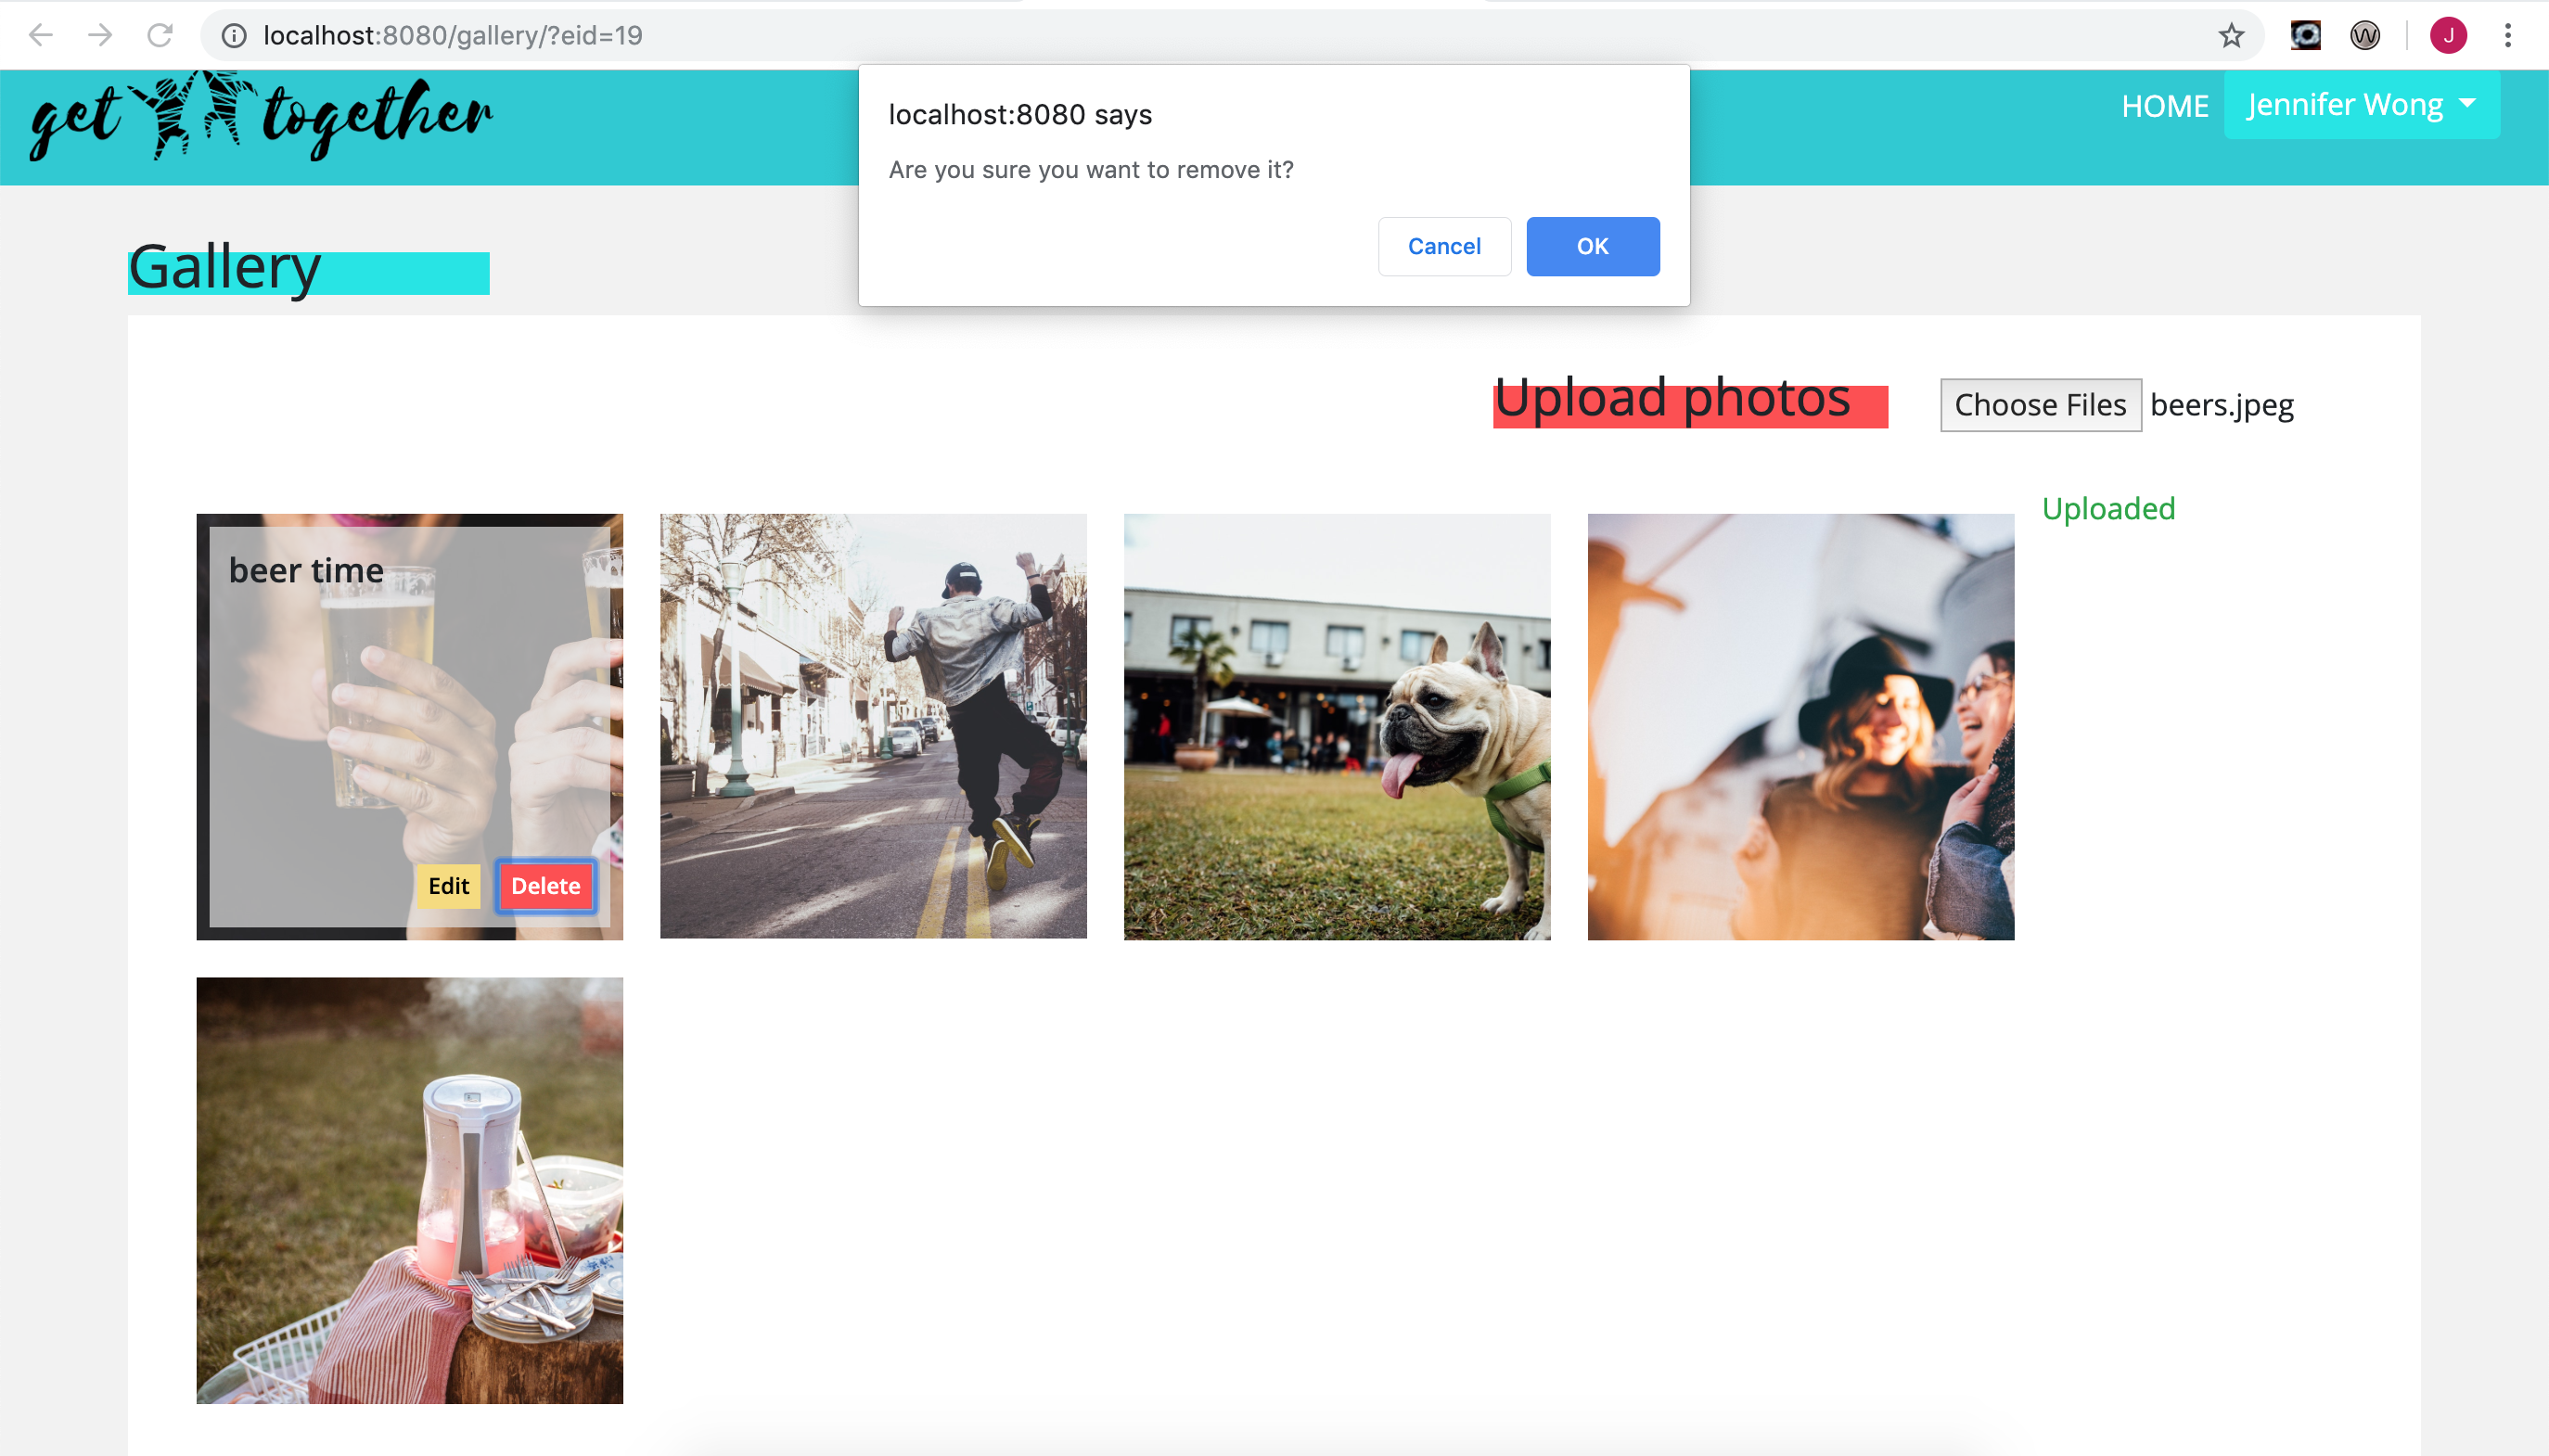 localhost:8080/gallery/?eid=19
J
get together
HOME
Jennifer Wong
localhost:8080 says
Are you sure you want to remove it?
Cancel
OK
Gallery
Upload photos
Choose Files
beers.jpeg
Uploaded
beer time
Edit
Delete